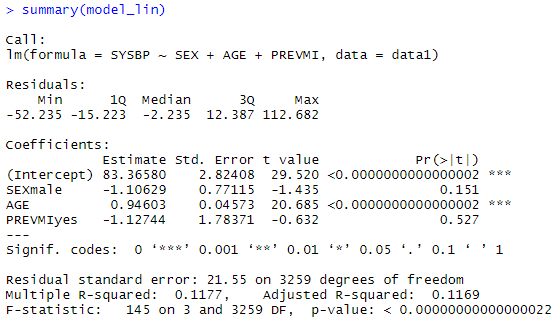 > summary(model_lin)
Call:
lm(formula = SYSBP ~ SEX + AGE + PREVMI, data = data1)
Residuals:
    Min      1Q  Median      3Q     Max
-52.235 -15.223  -2.235  12.387 112.682
Coefficients:
            Estimate Std. Error t value            Pr(>|t|)
(Intercept) 83.36580    2.82408  29.520 <0.0000000000000002 ***
SEXmale     -1.10629    0.77115  -1.435               0.151
AGE          0.94603    0.04573  20.685 <0.0000000000000002 ***
PREVMIyes   -1.12744    1.78371  -0.632               0.527
---
Signif. codes:  0 ‘***’ 0.001 ‘**’ 0.01 ‘*’ 0.05 ‘.’ 0.1 ‘ ’ 1
Residual standard error: 21.55 on 3259 degrees of freedom
Multiple R-squared:  0.1177,    Adjusted R-squared:  0.1169
F-statistic:   145 on 3 and 3259 DF,  p-value: < 0.00000000000000022